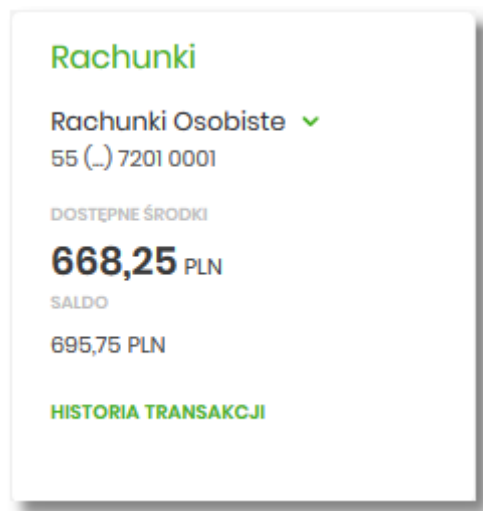 Rachunki
Rachunki Osobiste
55 (...) 7201 0001
DOSTĘPNE ŚRODKI
668,25 PLN
SALDO
695,75 PLN
HISTORIA TRANSAKCJI